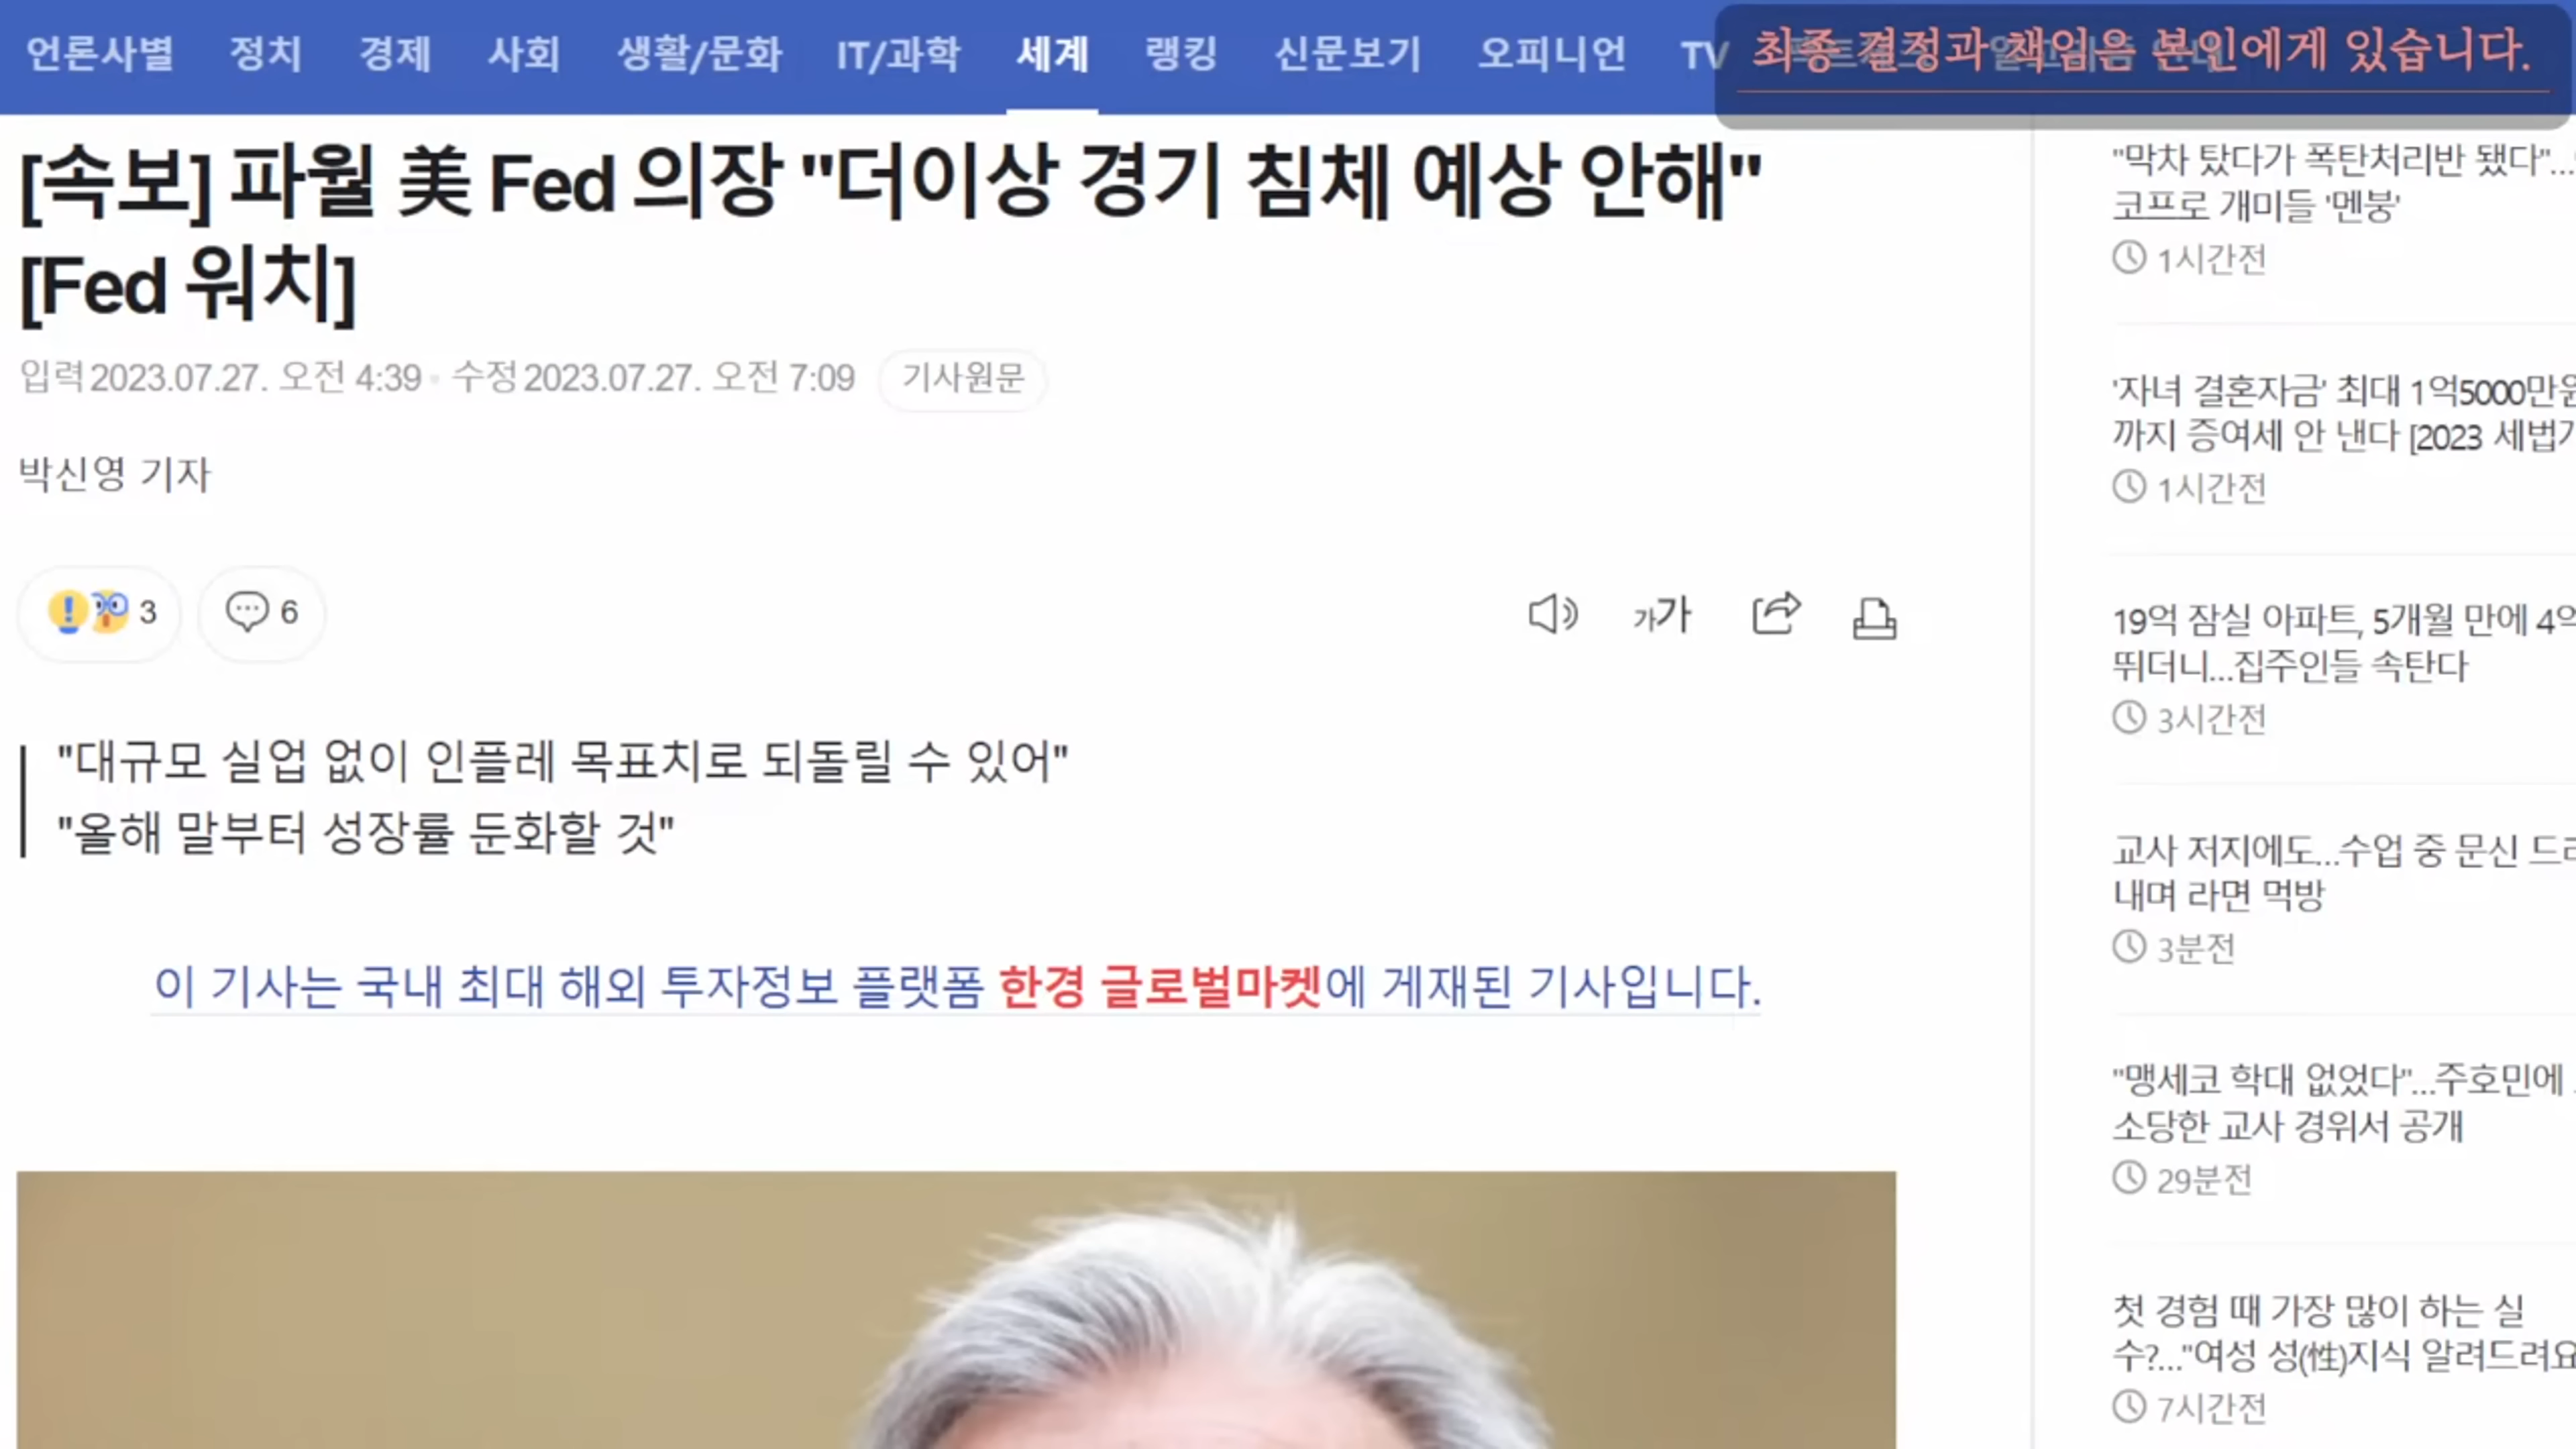 언론사별 정치 경제 사회 생활/문화 IT/과학 세계 랭킹 신문보기 오피니언 TV
최종 결정과 책임은 본인에게 있습니다.
[속보] 파월 美 Fed 의장 "더이상 경기 침체 예상 안해"
[Fed 워치]
입력 2023.07.27. 오전 4:39 수정 2023.07.27. 오전 7:09 기사원문
박신영 기자
3 6
가가
"대규모 실업 없이 인플레 목표치로 되돌릴 수 있어"
"올해 말부터 성장률 둔화할 것"
이 기사는 국내 최대 해외 투자정보 플랫폼 한경 글로벌마켓에 게재된 기사입니다.
"막차 탔다가 폭탄처리반 됐다"...
코프로 개미들 '멘붕'
1시간전
'자녀 결혼자금' 최대 1억5000만원
까지 증여세 안 낸다 [2023 세법
1시간전
19억 잠실 아파트, 5개월 만에 4억
뛰더니...집주인들 속탄다
3시간전
교사 저지에도...수업 중 문신 드러
내며 라면 먹방
3분전
"맹세코 학대 없었다"...주호민에
소당한 교사 경위서 공개
29분전
첫 경험 때 가장 많이 하는 실
수?..."여성 성(性)지식 알려드려요
7시간전